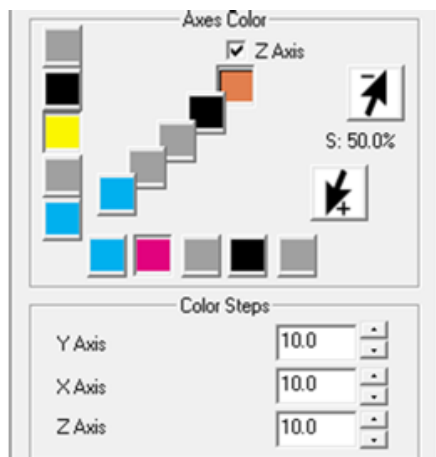 Axes Color
Z Axis
S: 50.0%
Color Steps
Y Axis 10.0
X Axis 10.0
Z Axis 10.0